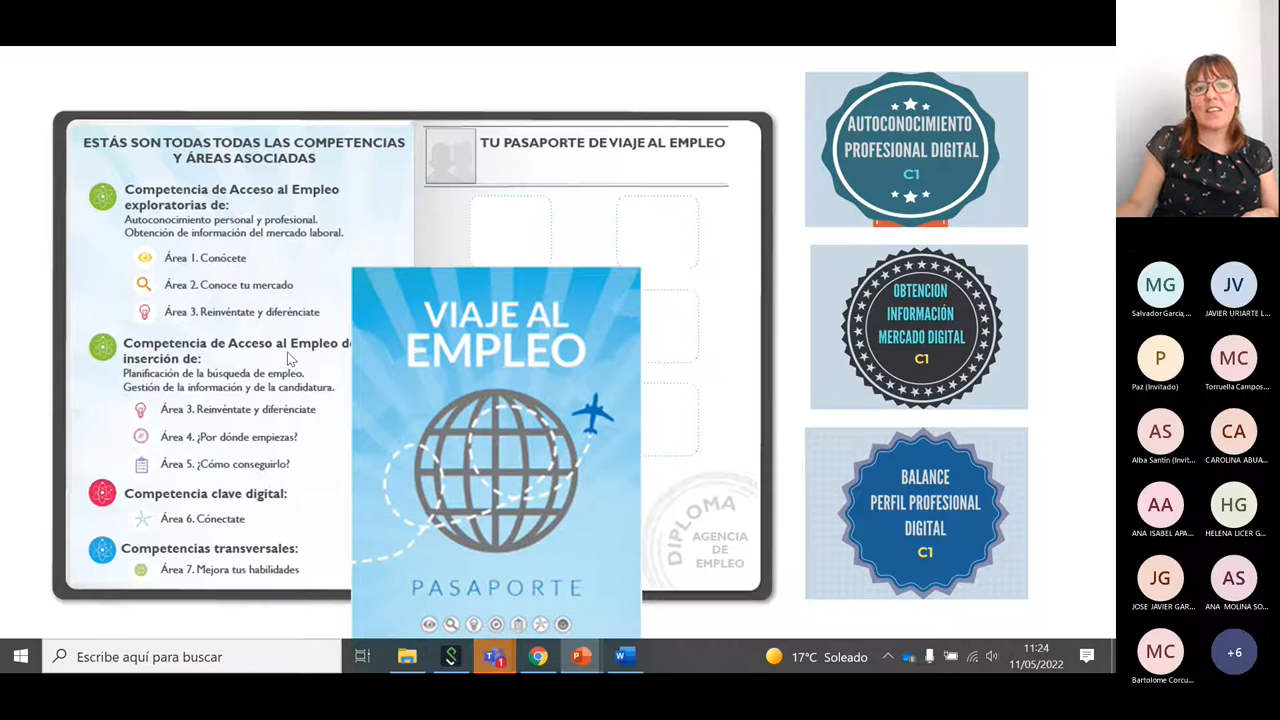 ESTÁS SON TODAS TODAS LAS COMPETENCIAS
Y ÁREAS ASOCIADAS
Competencia de Acceso al Empleo
exploratorias de:
Autoconocimiento personal y profesional.
Obtención de información del mercado laboral.
Área 1. Conócete
Área 2. Conoce tu mercado
Área 3. Reinvéntate y diferénciate
Competencia de Acceso al Empleo de
inserción de:
Planificación de la búsqueda de empleo.
Gestión de la información y de la candidatura.
Área 3. Reinvéntate y diferénciate
Área 4. ¿Por dónde empiezas?
Área 5. ¿Cómo conseguirlo?
Competencia clave digital:
Área 6. Cónectate
Competencias transversales:
Área 7. Mejora tus habilidades
TU PASAPORTE DE VIAJE AL EMPLEO
VIAJE AL
EMPLEO
PASAPORTE
DIPLOMA
AGENCIA
DE
EMPLEO
AUTOCONOCIMIENTO
PROFESIONAL DIGITAL
C1
OBTENCION
INFORMACIÓN
MERCADO DIGITAL
C1
BALANCE
PERFIL PROFESIONAL
DIGITAL
C1
MG
Salvador Garcia,...
JV
JAVIER URIARTE L...
P
Paz (Invitado)
MC
Torruella Campos...
AS
Alba Santín (Invit...
CA
CAROLINA ABUA...
AA
ANA ISABEL APA...
HG
HELENA LICER G...
JG
JOSE JAVIER GAR...
AS
ANA MOLINA SO...
MC
Bartolome Corcu...
+6
Escribe aquí para buscar
1
17°C Soleado
11:24
11/05/2022